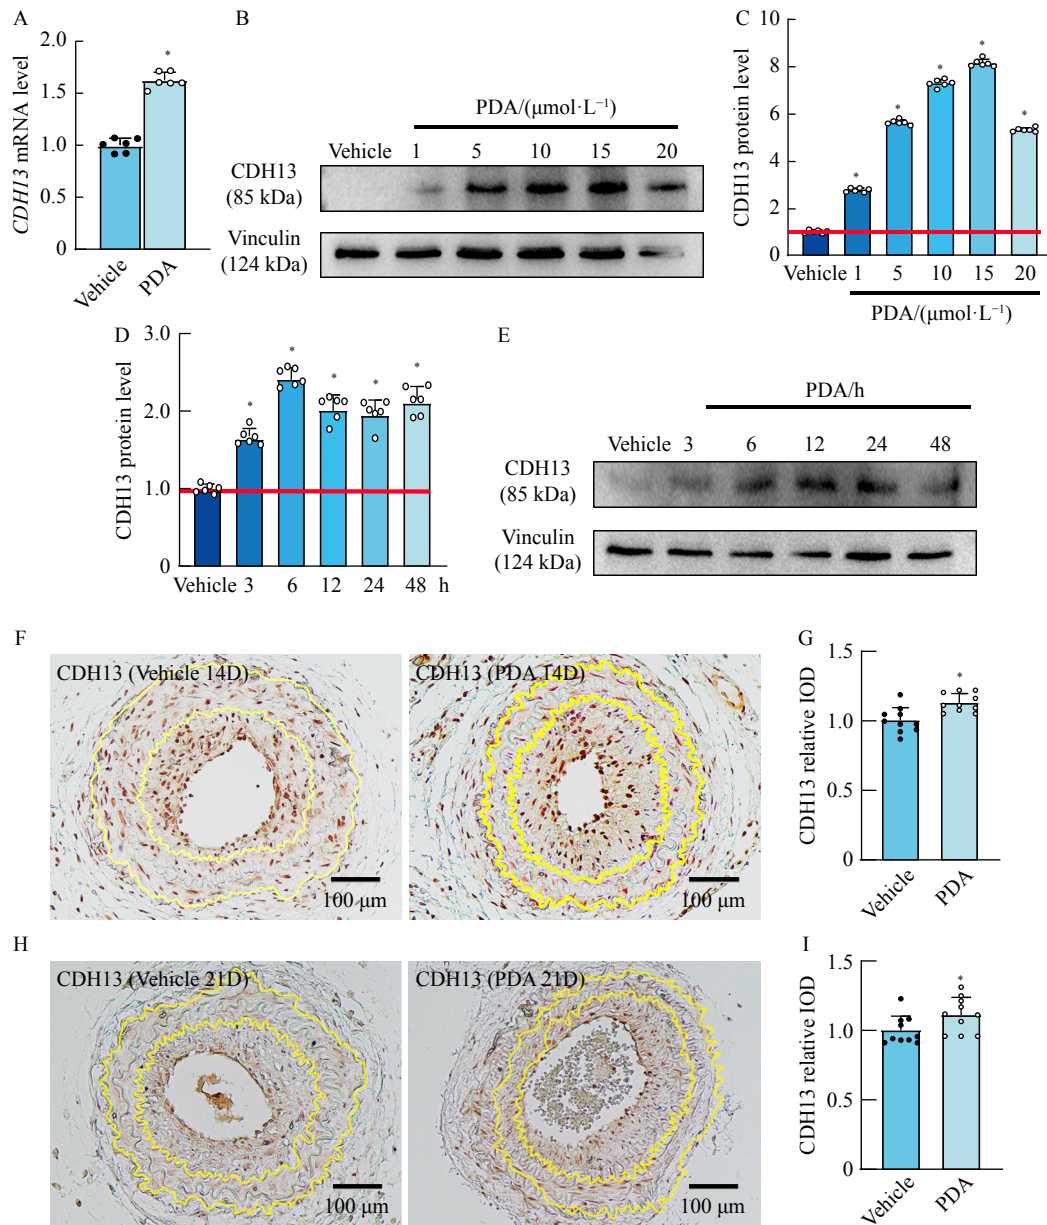 A
CDH13 mRNA level
2.0
1.5
1.0
0.5
0
*
Vehicle
PDA
B
PDA/(μmol·L⁻¹)
Vehicle 1 5 10 15 20
CDH13
(85 kDa)
Vinculin
(124 kDa)
C
CDH13 protein level
10
8
6
4
2
0
* * * * *
Vehicle 1 5 10 15 20
PDA/(μmol·L⁻¹)
D
CDH13 protein level
3.0
2.0
1.0
0
* * * * *
Vehicle 3 6 12 24 48 h
E
PDA/h
Vehicle 3 6 12 24 48
CDH13
(85 kDa)
Vinculin
(124 kDa)
F
CDH13 (Vehicle 14D)
100 μm
CDH13 (PDA 14D)
100 μm
G
CDH13 relative IOD
1.5
1.0
0.5
0
*
Vehicle
PDA
H
CDH13 (Vehicle 21D)
100 μm
CDH13 (PDA 21D)
100 μm
I
CDH13 relative IOD
1.5
1.0
0.5
0
*
Vehicle
PDA